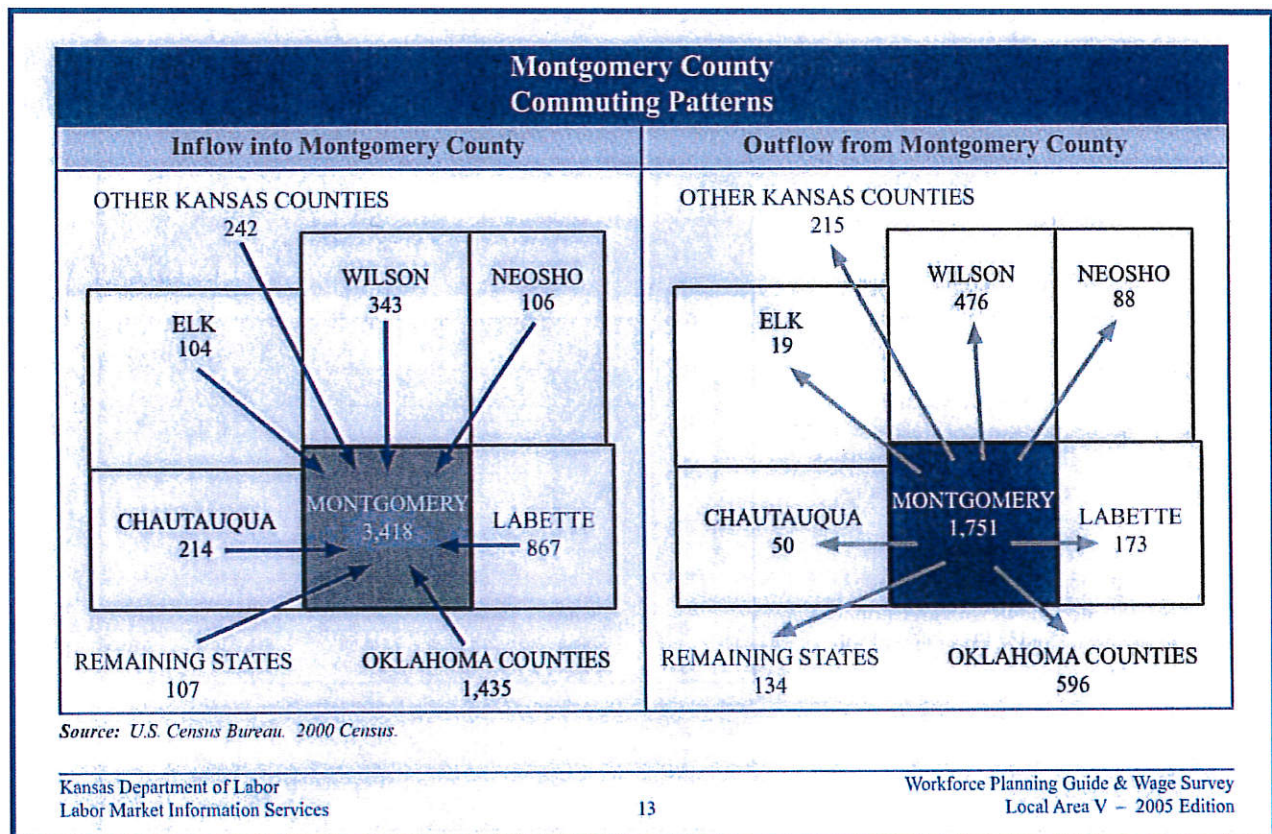 Montgomery County
Commuting Patterns
Inflow into Montgomery County
OTHER KANSAS COUNTIES
242
WILSON
343
NEOSHO
106
ELK
104
MONTGOMERY
3,418
CHAUTAUQUA
214
LABETTE
867
REMAINING STATES
107
OKLAHOMA COUNTIES
1,435
Outflow from Montgomery County
OTHER KANSAS COUNTIES
215
WILSON
476
NEOSHO
88
ELK
19
MONTGOMERY
1,751
CHAUTAUQUA
50
LABETTE
173
REMAINING STATES
134
OKLAHOMA COUNTIES
596
Source: U.S. Census Bureau. 2000 Census.
Kansas Department of Labor
Labor Market Information Services
13
Workforce Planning Guide & Wage Survey
Local Area V – 2005 Edition